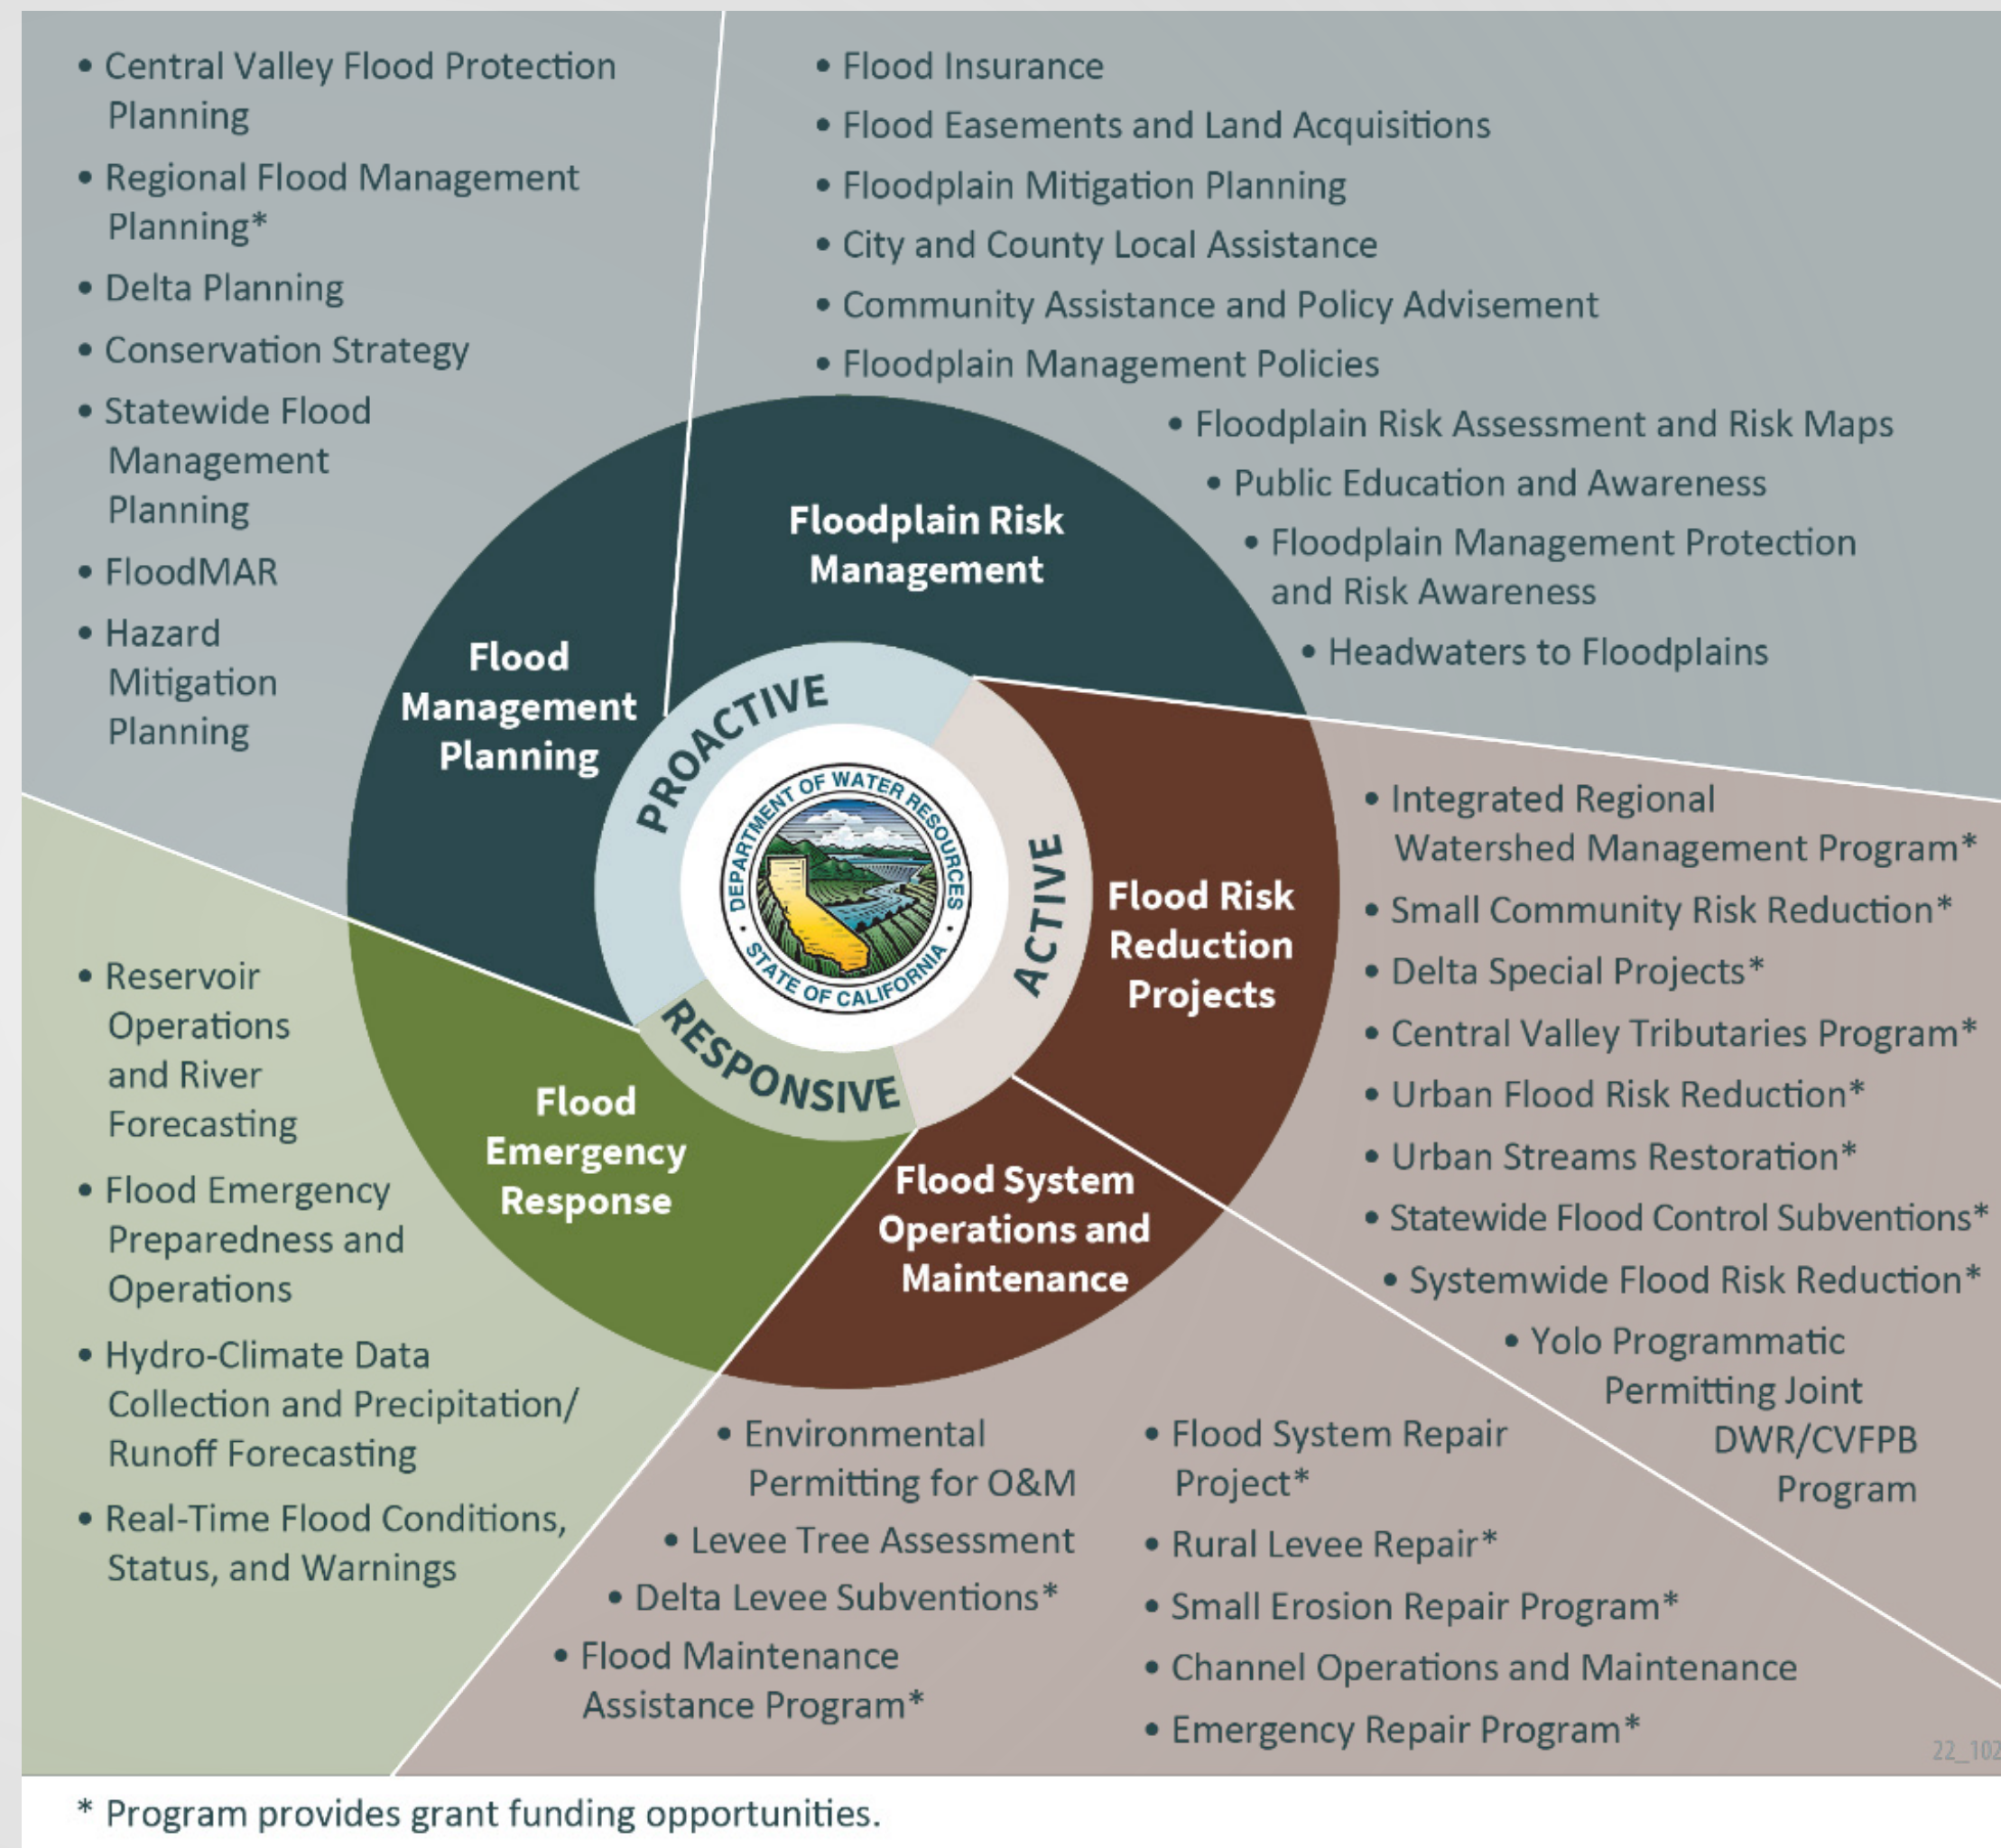 • Central Valley Flood Protection
Planning
• Regional Flood Management
Planning*
• Delta Planning
• Conservation Strategy
• Statewide Flood
Management
Planning
• FloodMAR
• Hazard
Mitigation
Planning
• Flood Insurance
• Flood Easements and Land Acquisitions
• Floodplain Mitigation Planning
• City and County Local Assistance
• Community Assistance and Policy Advisement
• Floodplain Management Policies
• Floodplain Risk Assessment and Risk Maps
• Public Education and Awareness
• Floodplain Management Protection
and Risk Awareness
• Headwaters to Floodplains
Floodplain Risk
Management
Flood
Management
Planning
PROACTIVE
DEPARTMENT OF WATER RESOURCES
STATE OF CALIFORNIA
ACTIVE
RESPONSIVE
Flood Risk
Reduction
Projects
• Integrated Regional
Watershed Management Program*
• Small Community Risk Reduction*
• Delta Special Projects*
• Central Valley Tributaries Program*
• Urban Flood Risk Reduction*
• Urban Streams Restoration*
• Statewide Flood Control Subventions*
• Systemwide Flood Risk Reduction*
• Yolo Programmatic
Permitting Joint
DWR/CVFPB
Program
Flood
Emergency
Response
• Reservoir
Operations
and River
Forecasting
• Flood Emergency
Preparedness and
Operations
• Hydro-Climate Data
Collection and Precipitation/
Runoff Forecasting
• Real-Time Flood Conditions,
Status, and Warnings
Flood System
Operations and
Maintenance
• Environmental
Permitting for O&M
• Levee Tree Assessment
• Delta Levee Subventions*
• Flood Maintenance
Assistance Program*
• Flood System Repair
Project*
• Rural Levee Repair*
• Small Erosion Repair Program*
• Channel Operations and Maintenance
• Emergency Repair Program*
22_102
* Program provides grant funding opportunities.